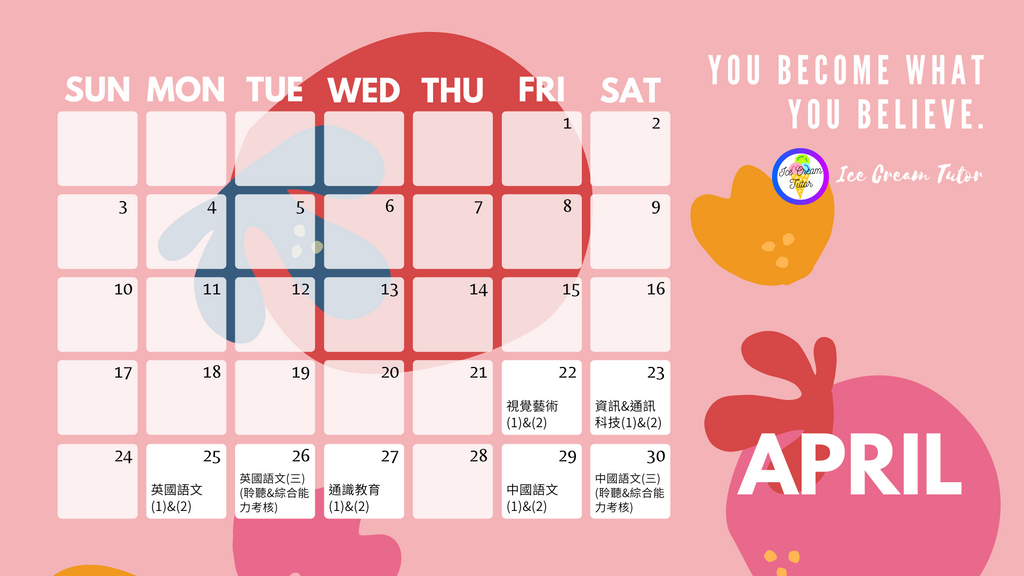 YOU BECOME WHAT
YOU BELIEVE.
Ice Cream
Tutor
Ice Cream Tutor
SUN MON TUE WED THU FRI SAT
1 2
3 4 5 6 7 8 9
10 11 12 13 14 15 16
17 18 19 20 21 22 23
視覺藝術
(1)&(2)
資訊&通訊
科技(1)&(2)
24 25 26 27 28 29 30
英國語文
(1)&(2)
英國語文(三)
(聆聽&綜合能
力考核)
通識教育
(1)&(2)
中國語文
(1)&(2)
中國語文(三)
(聆聽&綜合能
力考核)
APRIL